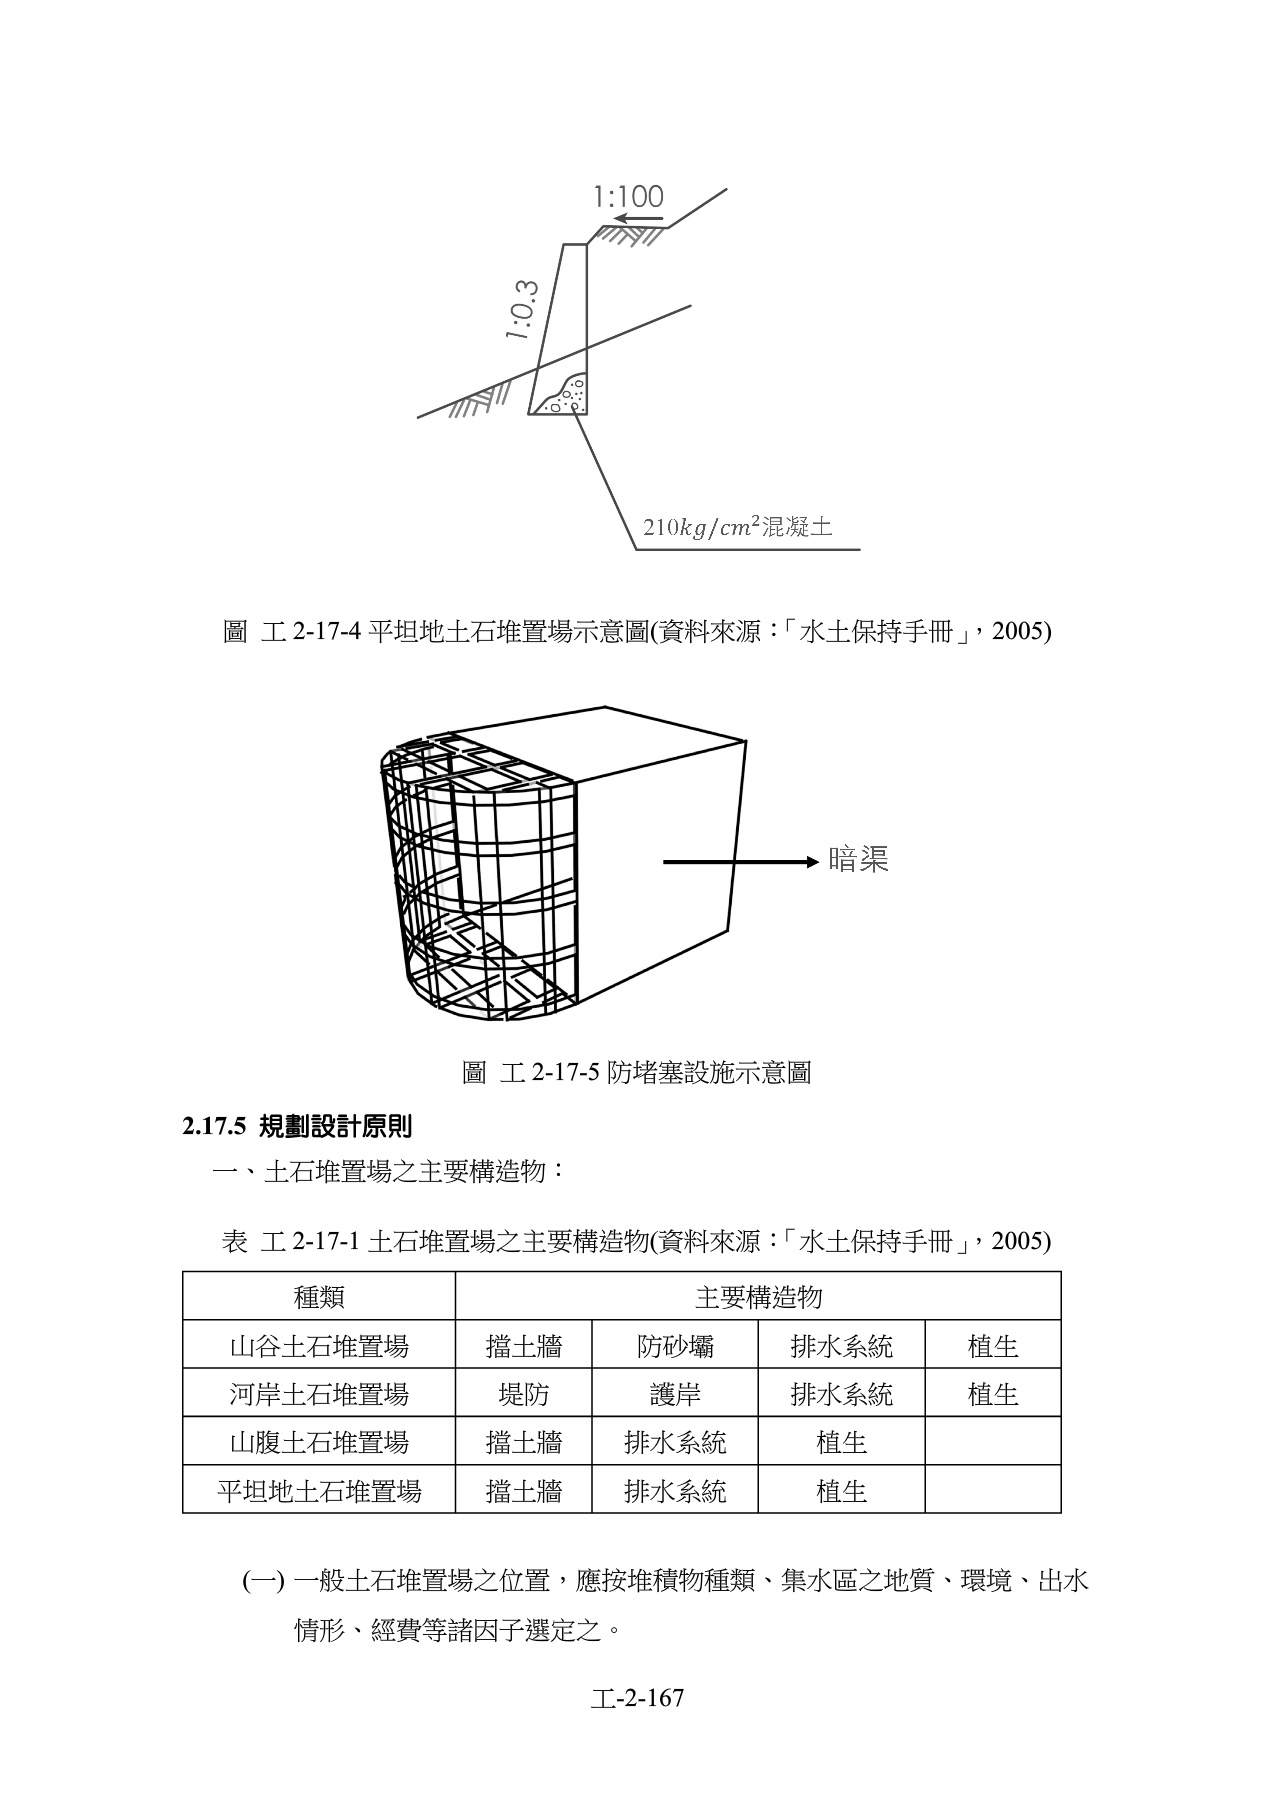 1:100
1:0.3
210kg/cm²混凝土
圖 工 2-17-4 平坦地土石堆置場示意圖(資料來源：「水土保持手冊」，2005)
暗渠
圖 工 2-17-5 防堵塞設施示意圖
2.17.5 規劃設計原則
一、土石堆置場之主要構造物：
表 工 2-17-1 土石堆置場之主要構造物(資料來源：「水土保持手冊」，2005)
種類 主要構造物
山谷土石堆置場 擋土牆 防砂壩 排水系統 植生
河岸土石堆置場 堤防 護岸 排水系統 植生
山腹土石堆置場 擋土牆 排水系統 植生
平坦地土石堆置場 擋土牆 排水系統 植生
(一) 一般土石堆置場之位置，應按堆積物種類、集水區之地質、環境、出水
情形、經費等諸因子選定之。
工-2-167